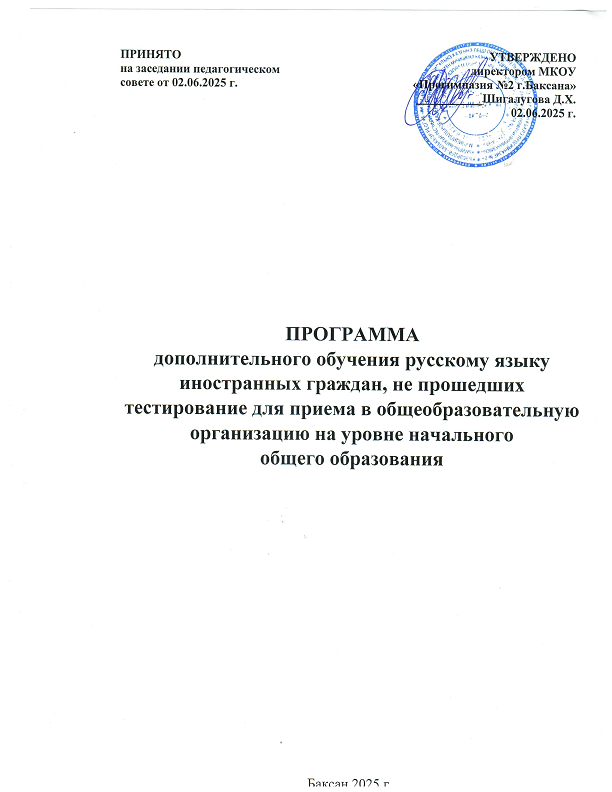 ПРИНЯТО
на заседании педагогическом
совете от 02.06.2025 г.
УТВЕРЖДЕНО
директором МКОУ
«Прогимназия №2 г.Баксана»
Шигалугова Д.Х.
02.06.2025 г.
ПРОГРАММА
дополнительного обучения русскому языку
иностранных граждан, не прошедших
тестирование для приема в общеобразовательную
организацию на уровне начального
общего образования
Баксан 2025 г